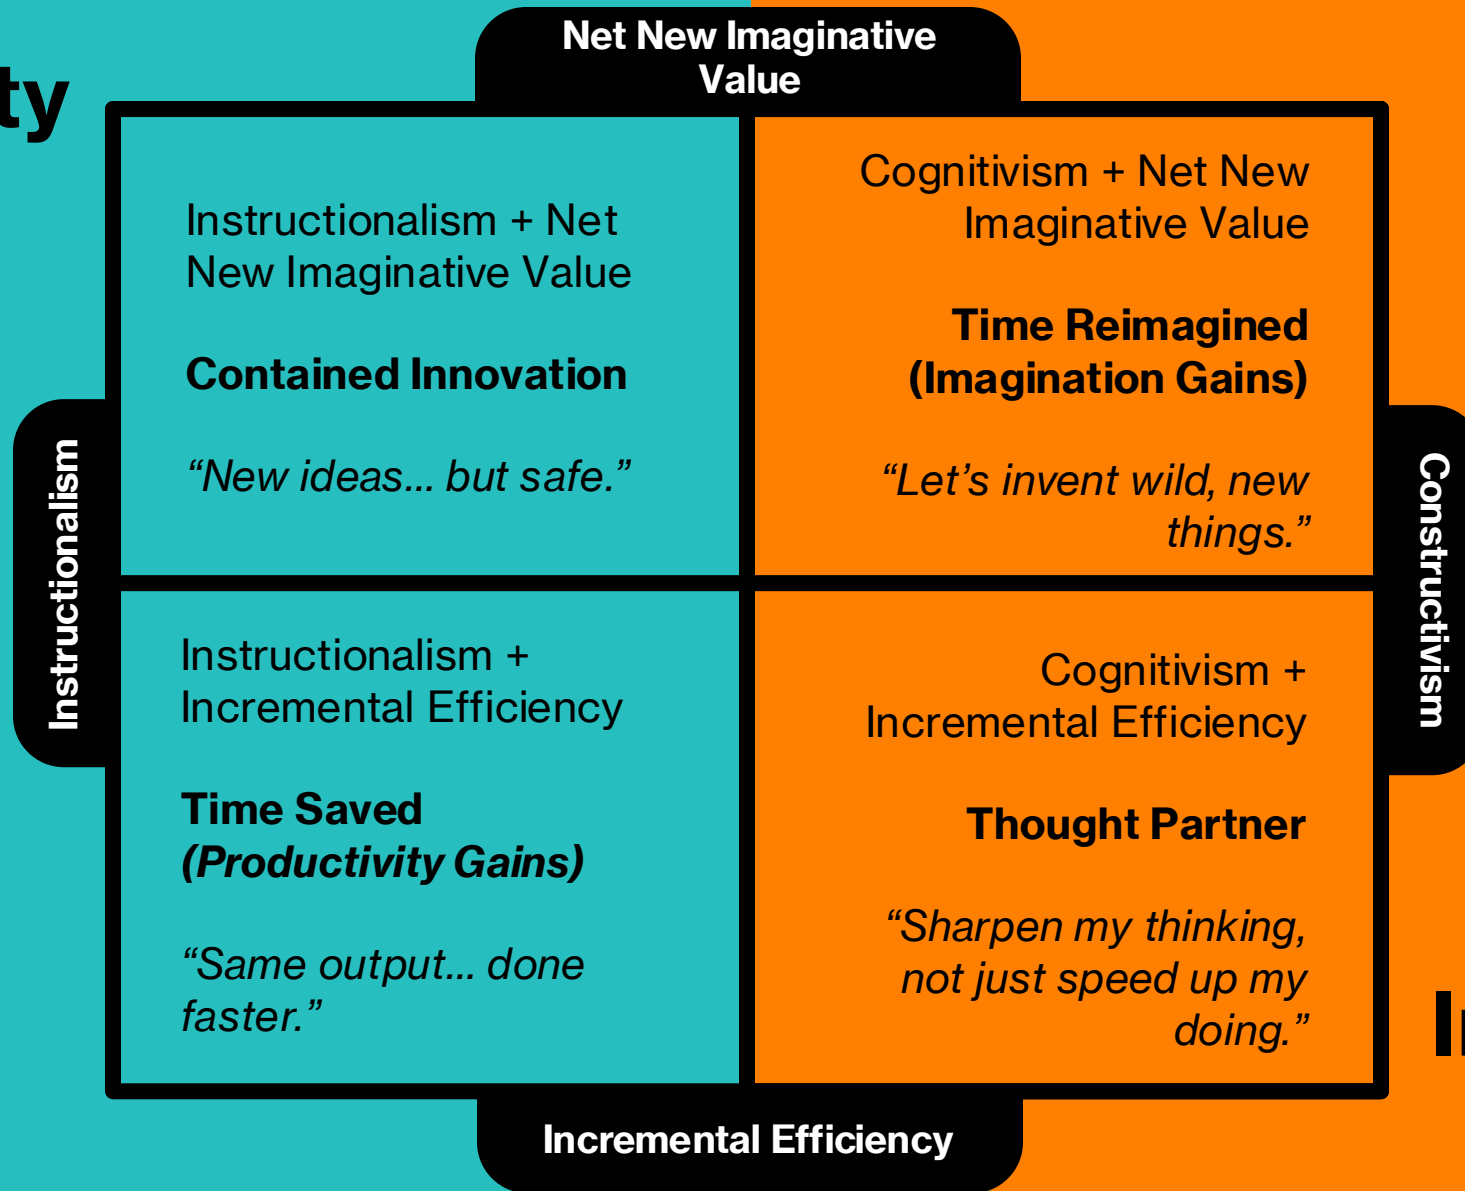 Net New Imaginative
Value
ty
Instructionalism + Net
New Imaginative Value
Contained Innovation
“New ideas... but safe.”
Cognitivism + Net New
Imaginative Value
Time Reimagined
(Imagination Gains)
“Let’s invent wild, new
things.”
Instructionalism
Constructivism
Instructionalism +
Incremental Efficiency
Time Saved
(Productivity Gains)
“Same output... done
faster.”
Cognitivism +
Incremental Efficiency
Thought Partner
“Sharpen my thinking,
not just speed up my
doing.”
Incremental Efficiency